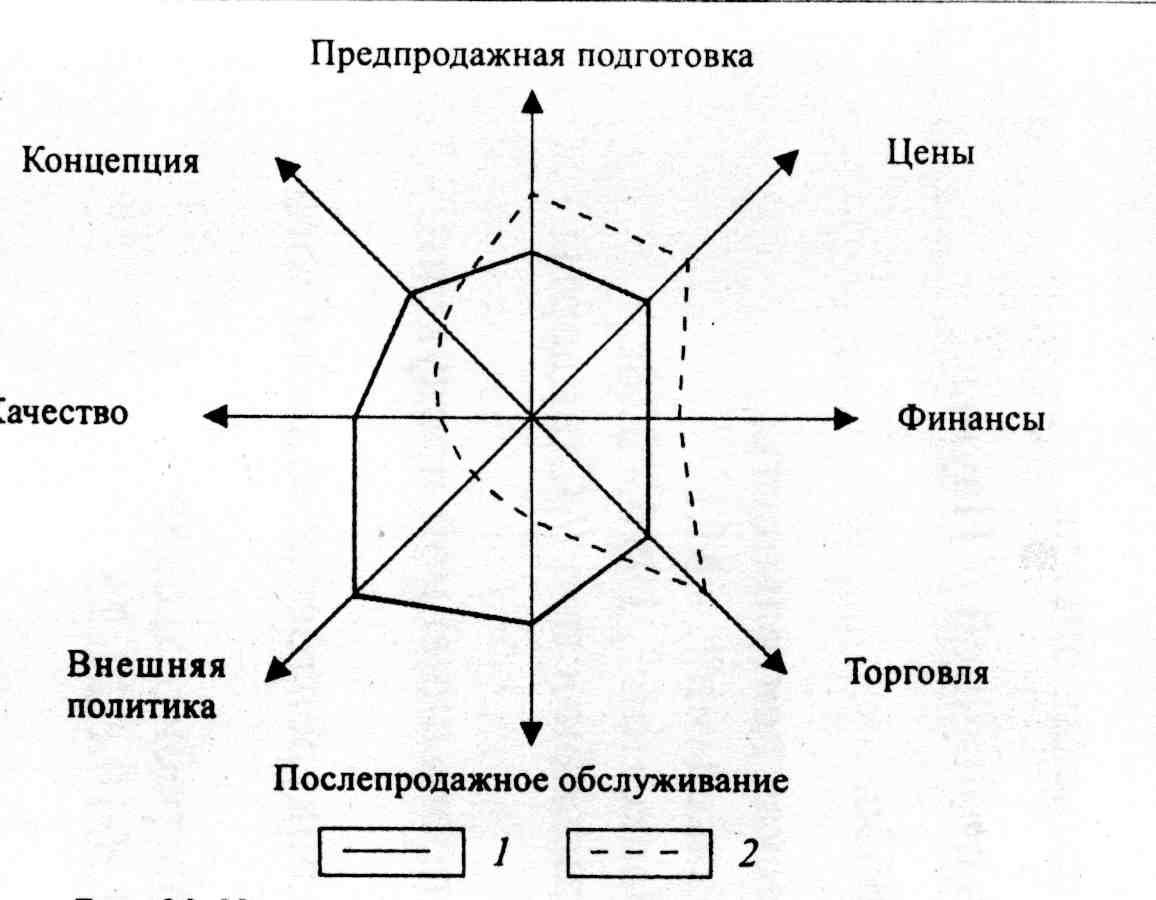 Предпродажная подготовка
Концепция
Цены
Качество
Финансы
Внешняя
политика
Торговля
Послепродажное обслуживание
1
2